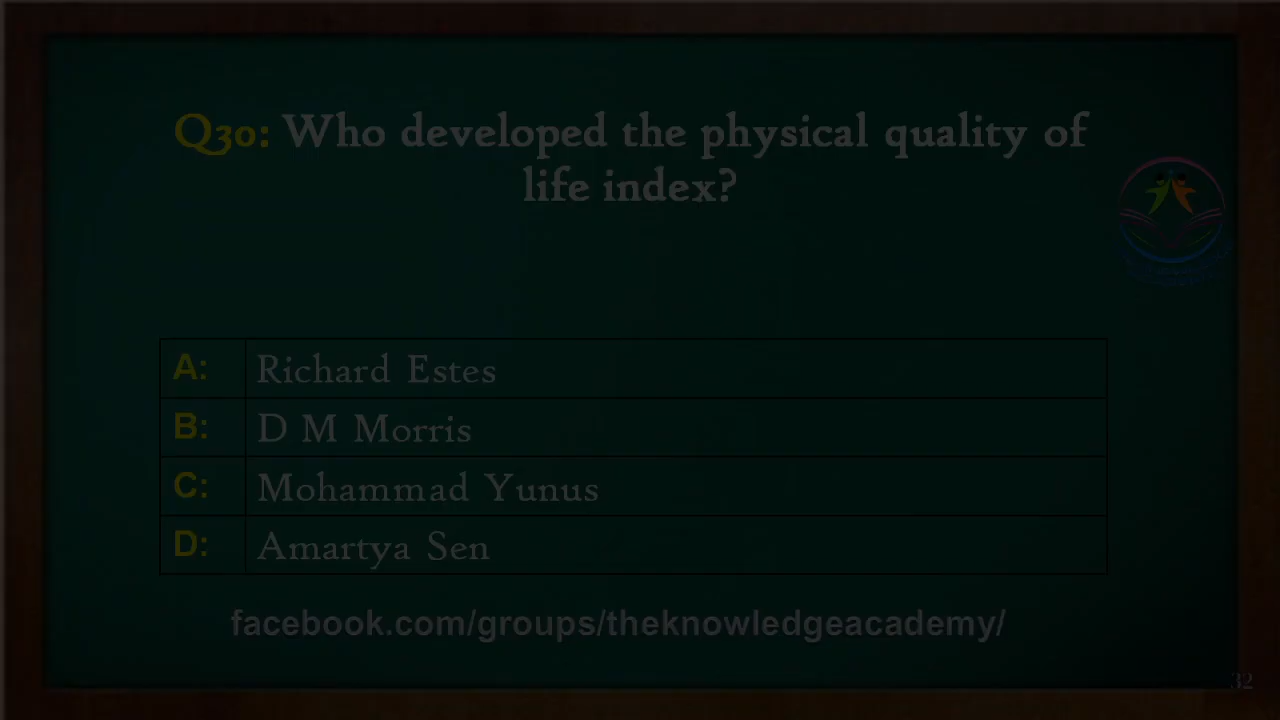 Q30: Who developed the physical quality of
life index?
A: Richard Estes
B: D M Morris
C: Mohammad Yunus
D: Amartya Sen
facebook.com/groups/theknowledgeacademy/
32